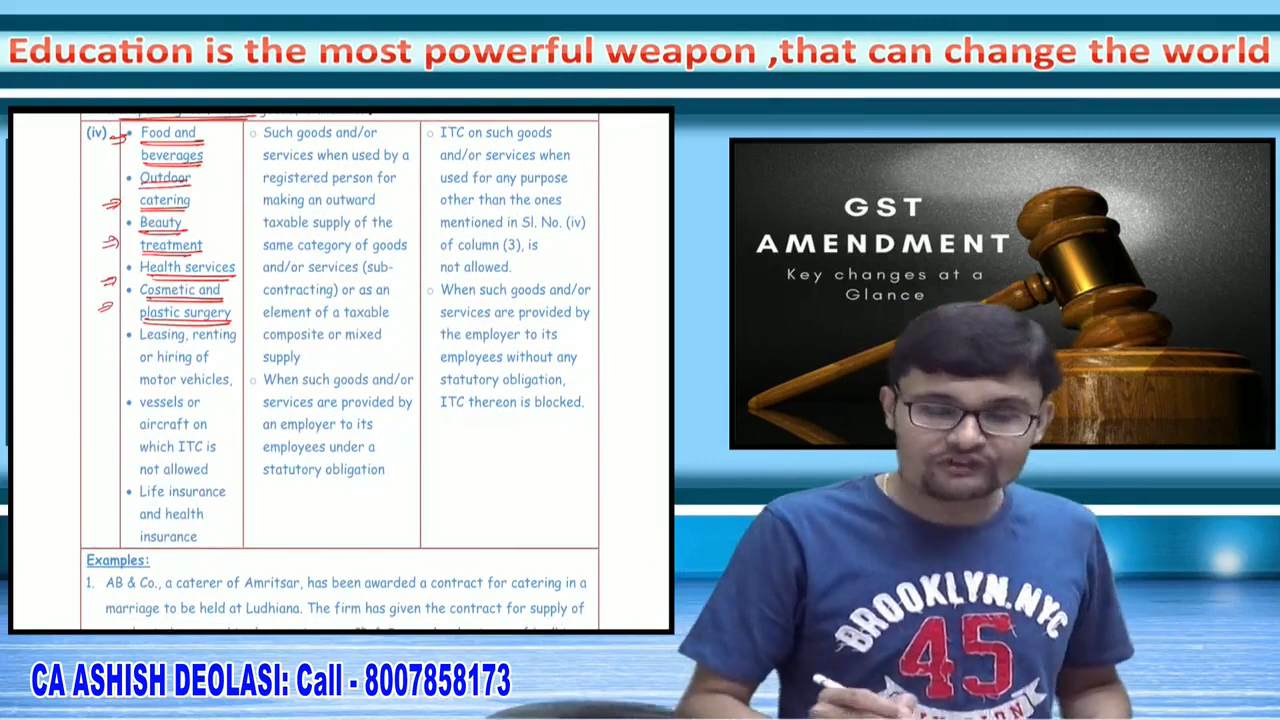 Education is the most powerful weapon ,that can change the world
(iv)
• Food and
beverages
• Outdoor
catering
• Beauty
treatment
• Health services
• Cosmetic and
plastic surgery
• Leasing, renting
or hiring of
motor vehicles,
• vessels or
aircraft on
which ITC is
not allowed
• Life insurance
and health
insurance
○ Such goods and/or
services when used by a
registered person for
making an outward
taxable supply of the
same category of goods
and/or services (sub-
contracting) or as an
element of a taxable
composite or mixed
supply
○ When such goods and/or
services are provided by
an employer to its
employees under a
statutory obligation
○ ITC on such goods
and/or services when
used for any purpose
other than the ones
mentioned in Sl. No. (iv)
of column (3), is
not allowed.
○ When such goods and/or
services are provided by
the employer to its
employees without any
statutory obligation,
ITC thereon is blocked.
Examples:
1. AB & Co., a caterer of Amritsar, has been awarded a contract for catering in a
marriage to be held at Ludhiana. The firm has given the contract for supply of
GST
AMENDMENT
Key changes at a
Glance
BROOKLYN.NYC
45
CA ASHISH DEOLASI: Call - 8007858173